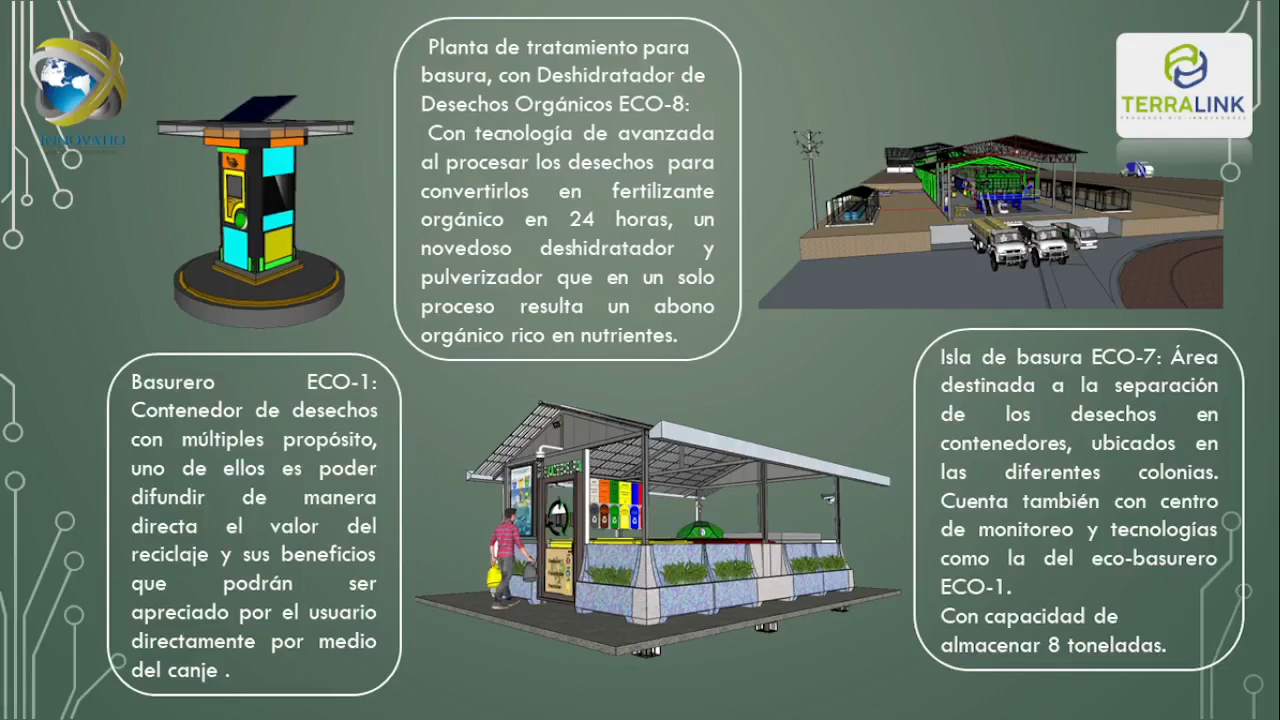 INNOVATIO
Planta de tratamiento para
basura, con Deshidratador de
Desechos Orgánicos ECO-8:
Con tecnología de avanzada
al procesar los desechos para
convertirlos en fertilizante
orgánico en 24 horas, un
novedoso deshidratador y
pulverizador que en un solo
proceso resulta un abono
orgánico rico en nutrientes.
TERRALINK
Basurero ECO-1:
Contenedor de desechos
con múltiples propósito,
uno de ellos es poder
difundir de manera
directa el valor del
reciclaje y sus beneficios
que podrán ser
apreciado por el usuario
directamente por medio
del canje .
Isla de basura ECO-7: Área
destinada a la separación
de los desechos en
contenedores, ubicados en
las diferentes colonias.
Cuenta también con centro
de monitoreo y tecnologías
como la del eco-basurero
ECO-1.
Con capacidad de
almacenar 8 toneladas.